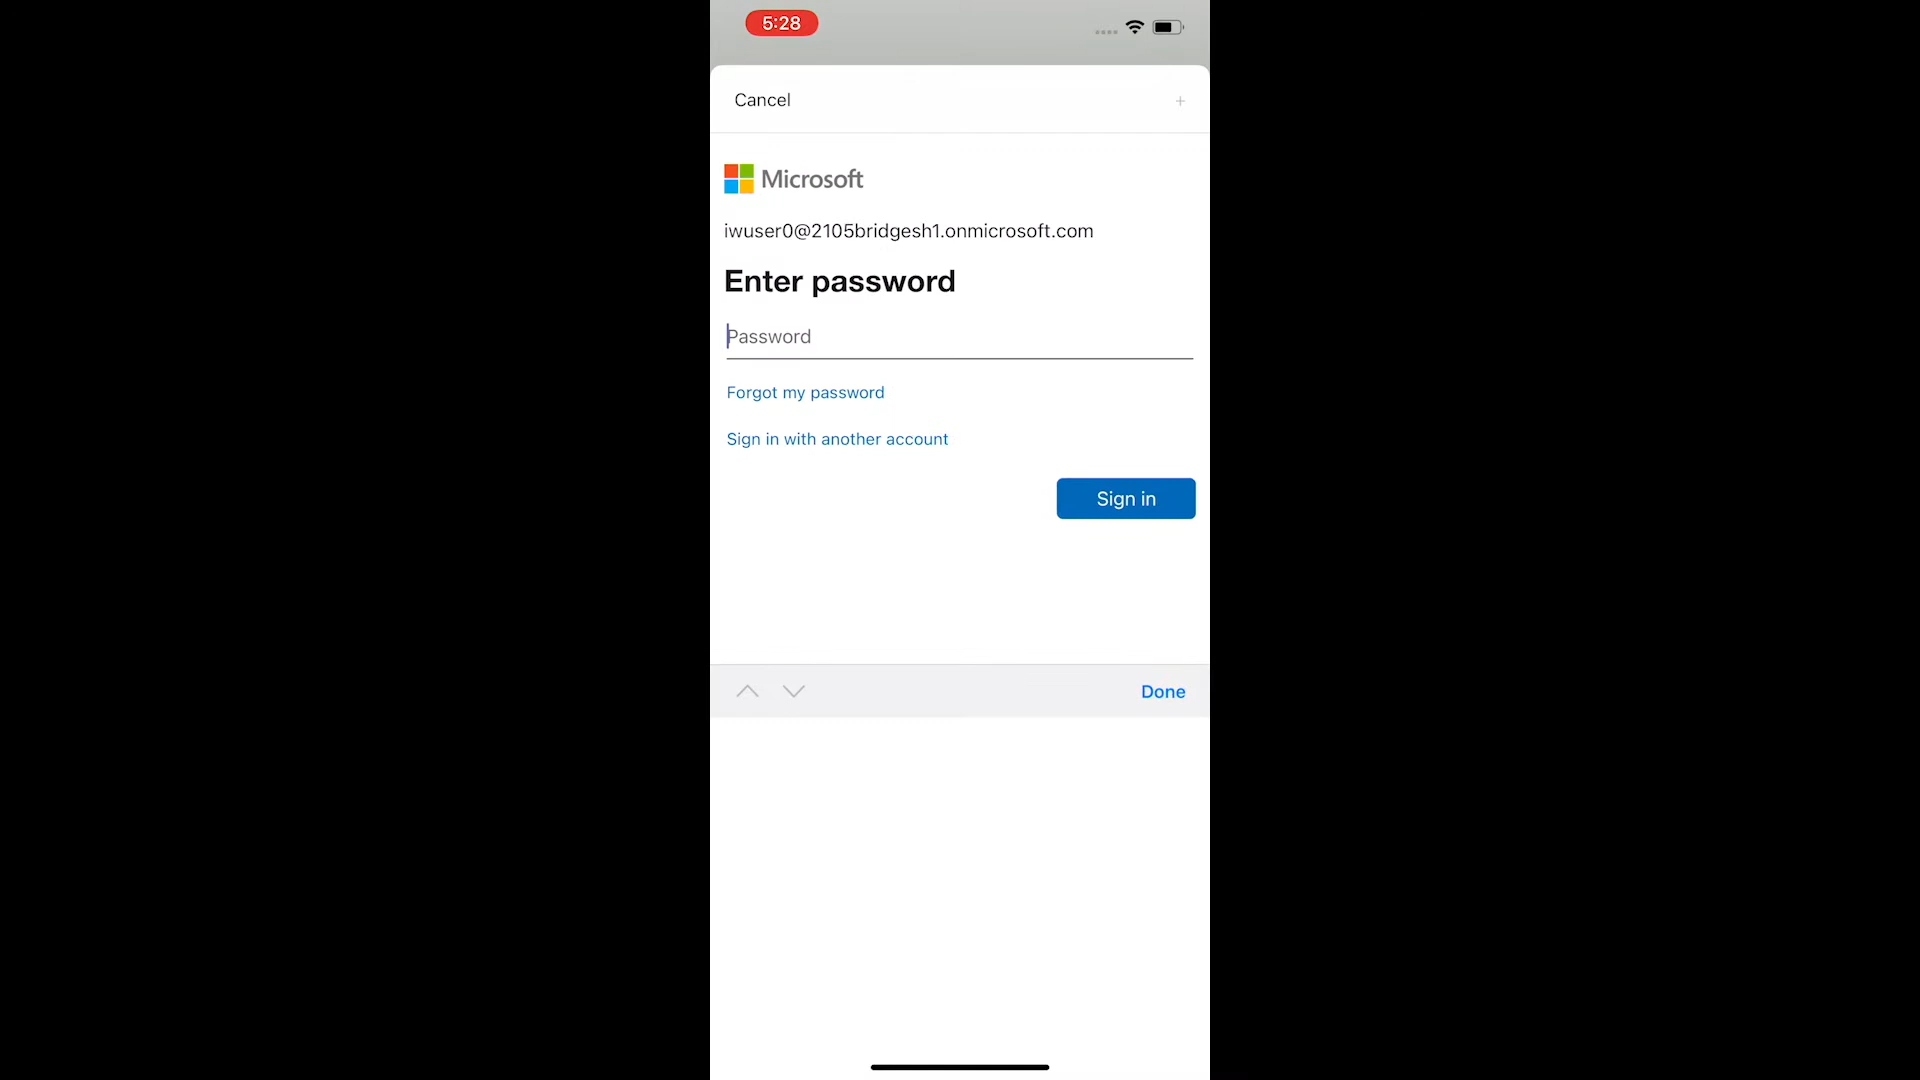 5:28
Cancel
Microsoft
iwuser0@2105bridgesh1.onmicrosoft.com
Enter password
Password
Forgot my password
Sign in with another account
Sign in
Done